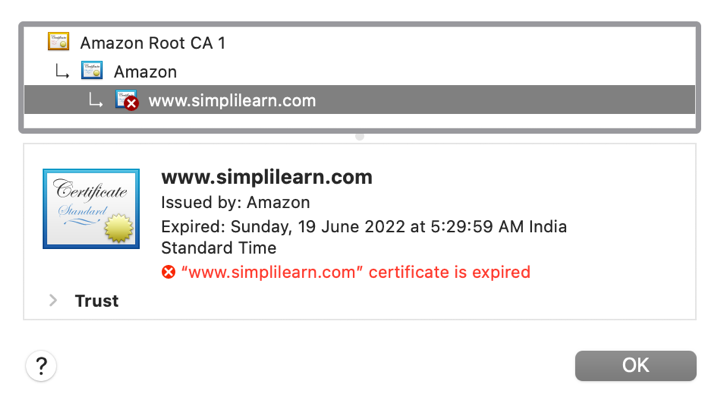 Amazon Root CA 1
Amazon
www.simplilearn.com
Certificate
Standard
www.simplilearn.com
Issued by: Amazon
Expired: Sunday, 19 June 2022 at 5:29:59 AM India
Standard Time
“www.simplilearn.com” certificate is expired
Trust
?
OK